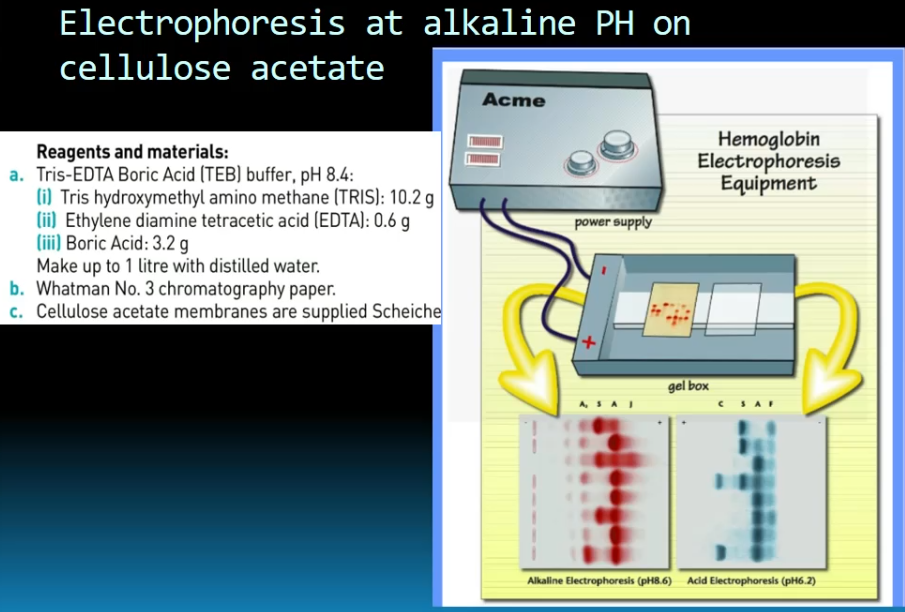 Electrophoresis at alkaline PH on
cellulose acetate
Reagents and materials:
a. Tris-EDTA Boric Acid (TEB) buffer, pH 8.4:
(i) Tris hydroxymethyl amino methane (TRIS): 10.2 g
(ii) Ethylene diamine tetracetic acid (EDTA): 0.6 g
(iii) Boric Acid: 3.2 g
Make up to 1 litre with distilled water.
b. Whatman No. 3 chromatography paper.
c. Cellulose acetate membranes are supplied Scheiche
Acme
Hemoglobin
Electrophoresis
Equipment
power supply
-
+
gel box
A₂ S A J
- +
C S A F
+ -
Alkaline Electrophoresis (pH8.6)
Acid Electrophoresis (pH6.2)